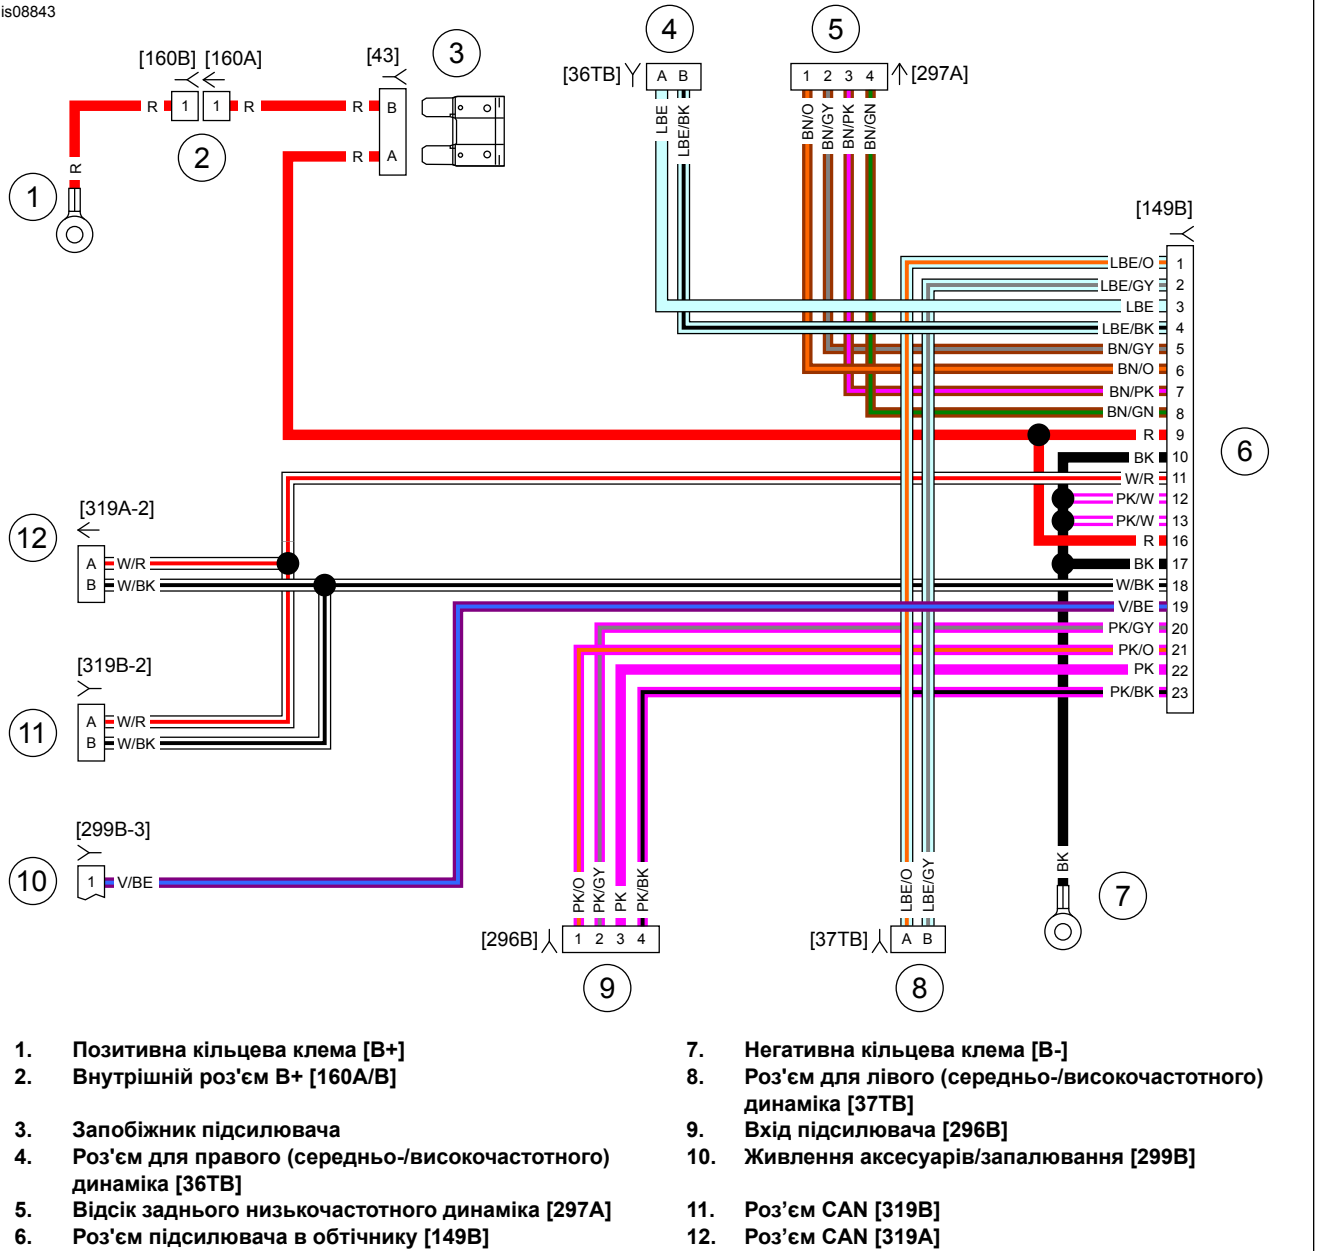 is08843
[160B] [160A]
[43]
3
4
5
[36TB]
A B
1 2 3 4
[297A]
R 1 1 R
R B
R A
2
1
R
LBE
LBE/BK
BN/O
BN/GY
BN/PK
BN/GN
[149B]
LBE/O 1
LBE/GY 2
LBE 3
LBE/BK 4
BN/GY 5
BN/O 6
BN/PK 7
BN/GN 8
R 9
BK 10
W/R 11
PK/W 12
PK/W 13
R 16
BK 17
W/BK 18
V/BE 19
PK/GY 20
PK/O 21
PK 22
PK/BK 23
6
[319A-2]
12
A W/R
B W/BK
[319B-2]
11
A W/R
B W/BK
[299B-3]
10
1 V/BE
PK/O
PK/GY
PK
PK/BK
[296B]
1 2 3 4
9
LBE/O
LBE/GY
[37TB]
A B
8
BK
7
1. Позитивна кільцева клема [B+]
2. Внутрішній роз'єм B+ [160A/B]
3. Запобіжник підсилювача
4. Роз'єм для правого (середньо-/високочастотного)
динаміка [36TB]
5. Відсік заднього низькочастотного динаміка [297A]
6. Роз'єм підсилювача в обтічнику [149B]
7. Негативна кільцева клема [B-]
8. Роз'єм для лівого (середньо-/високочастотного)
динаміка [37TB]
9. Вхід підсилювача [296B]
10. Живлення аксесуарів/запалювання [299B]
11. Роз’єм CAN [319B]
12. Роз’єм CAN [319A]